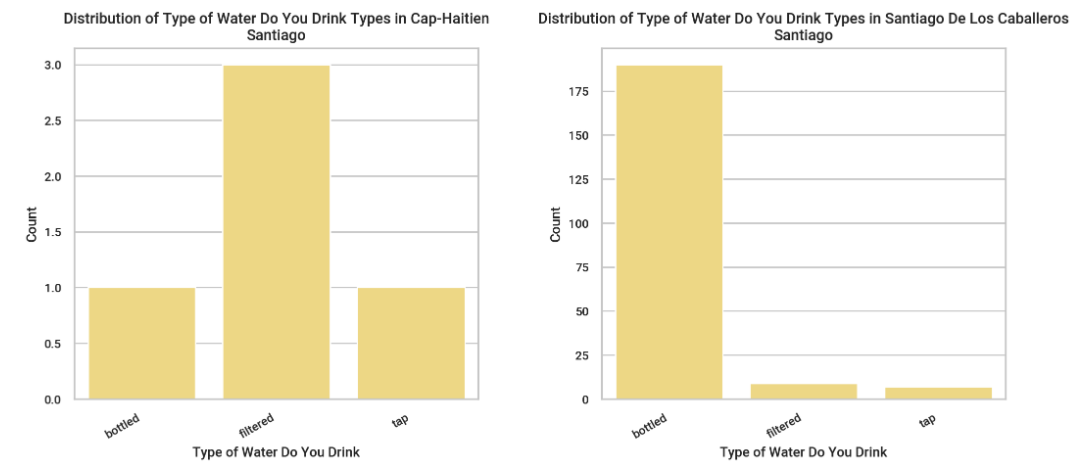 Distribution of Type of Water Do You Drink Types in Cap-Haitien
Santiago
3.0
2.5
2.0
1.5
1.0
0.5
0.0
Count
bottled
filtered
tap
Type of Water Do You Drink
Distribution of Type of Water Do You Drink Types in Santiago De Los Caballeros
Santiago
175
150
125
100
75
50
25
0
Count
bottled
filtered
tap
Type of Water Do You Drink